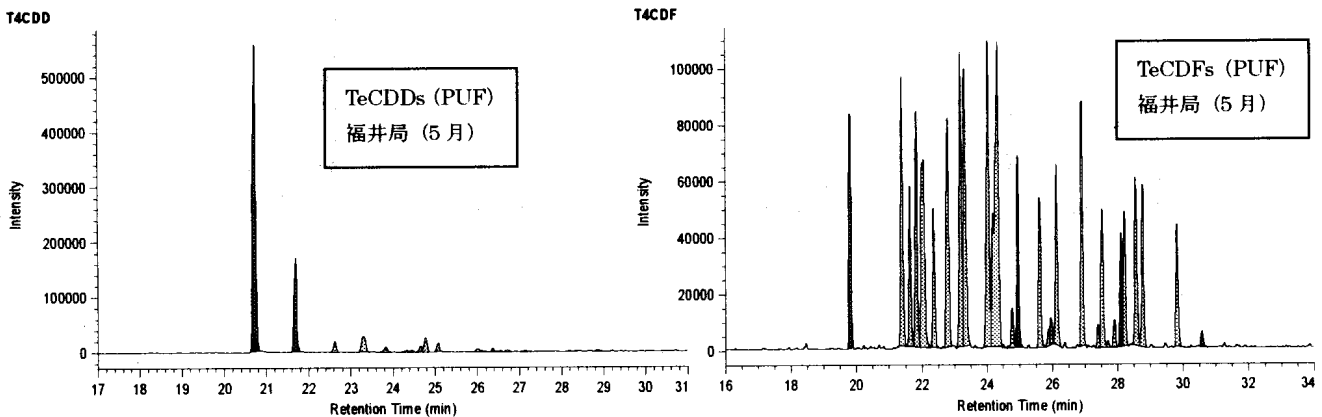 T4CDD
500000
400000
300000
200000
100000
0
Intensity
17 18 19 20 21 22 23 24 25 26 27 28 29 30 31
Retention Time (min)
TeCDDs (PUF)
福井局 (5 月)
T4CDF
100000
80000
60000
40000
20000
0
Intensity
16 18 20 22 24 26 28 30 32 34
Retention Time (min)
TeCDFs (PUF)
福井局 (5 月)